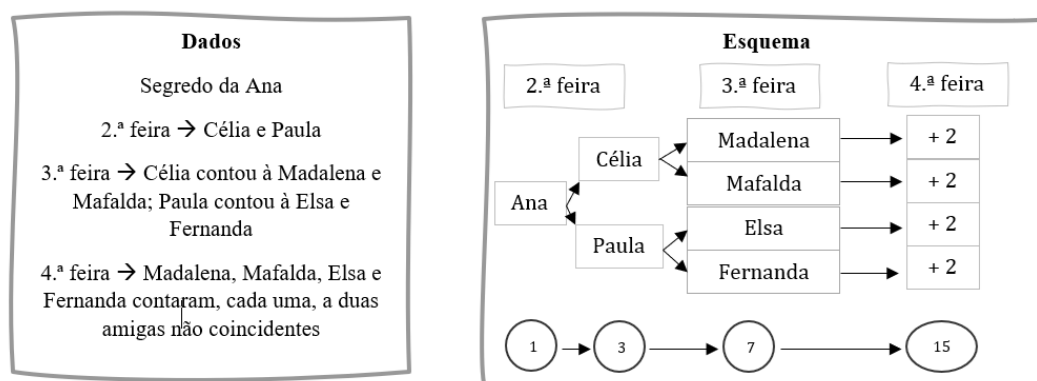 Dados
Segredo da Ana
2.ª feira → Célia e Paula
3.ª feira → Célia contou à Madalena e
Mafalda; Paula contou à Elsa e
Fernanda
4.ª feira → Madalena, Mafalda, Elsa e
Fernanda contaram, cada uma, a duas
amigas não coincidentes
Esquema
2.ª feira
3.ª feira
4.ª feira
Ana
Célia
Paula
Madalena
Mafalda
Elsa
Fernanda
+ 2
+ 2
+ 2
+ 2
1
3
7
15